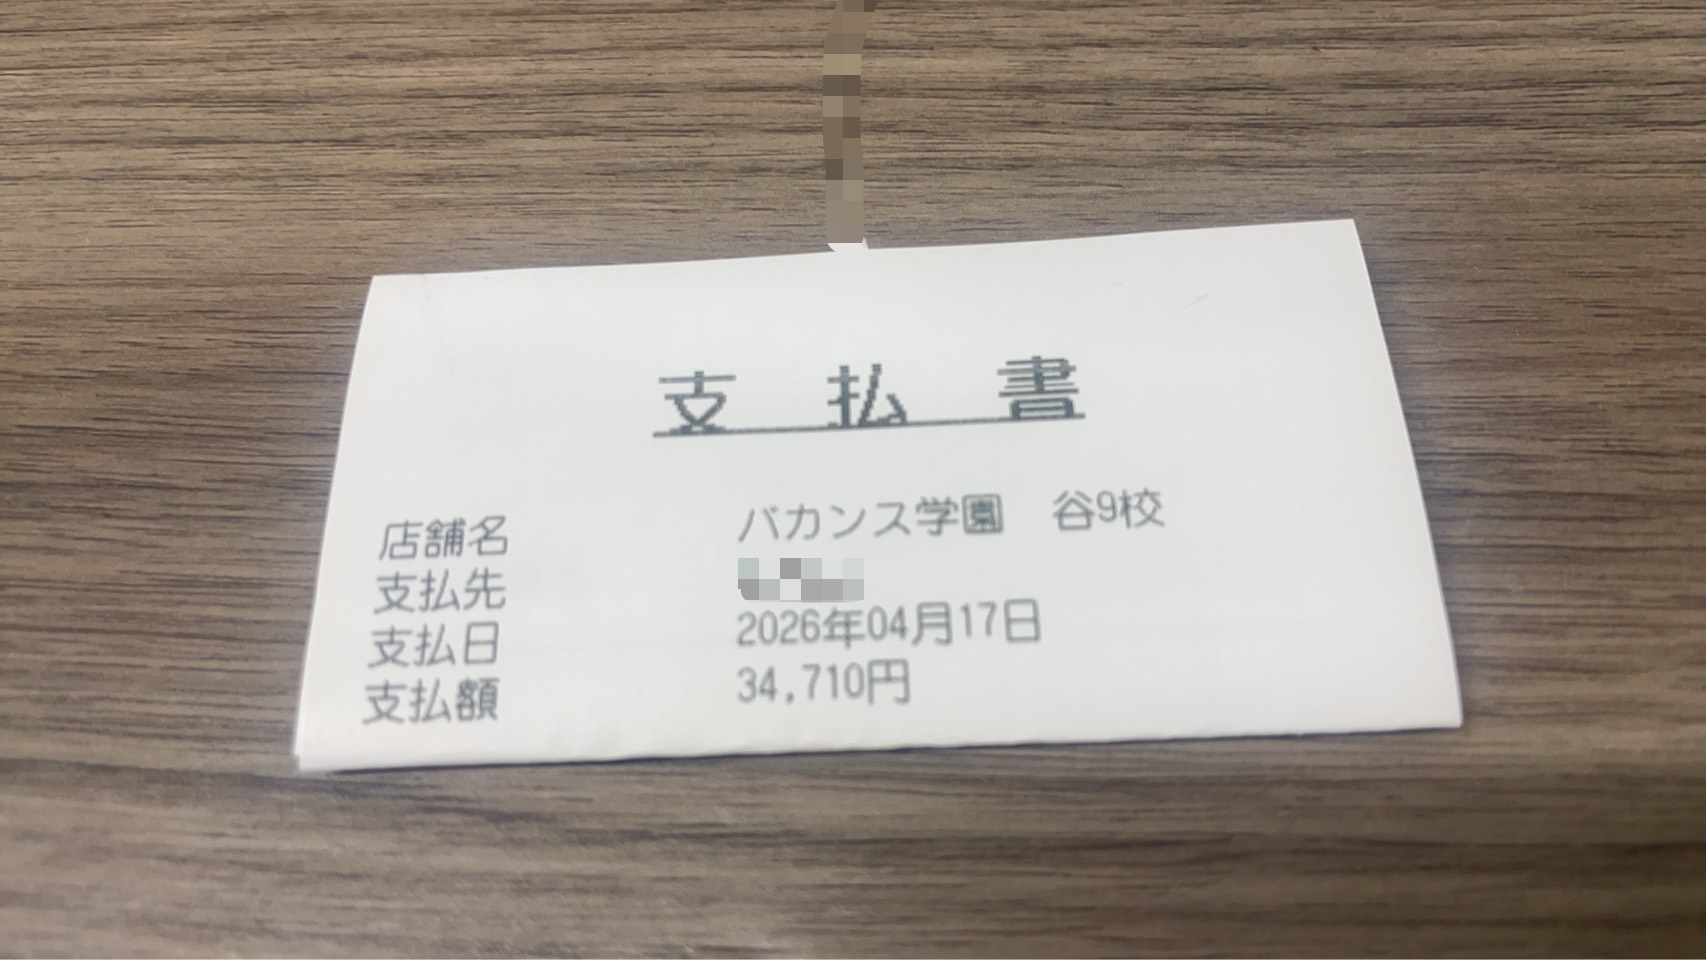 支 払 書
店舗名 バカンス学園 谷9校
支払先
支払日 2026年04月17日
支払額 34,710円